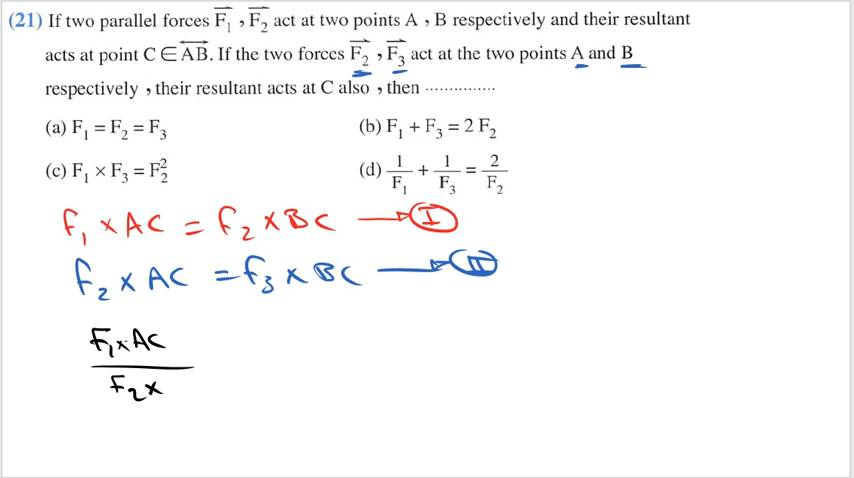 (21) If two parallel forces F₁ , F₂ act at two points A , B respectively and their resultant
acts at point C ∈ AB. If the two forces F₂ , F₃ act at the two points A and B
respectively , their resultant acts at C also , then ...............
(a) F₁ = F₂ = F₃
(b) F₁ + F₃ = 2 F₂
(c) F₁ × F₃ = F₂²
(d) 1/F₁ + 1/F₃ = 2/F₂
F₁ × AC = F₂ × BC → I
F₂ × AC = F₃ × BC → II
F₁ × AC
F₂ ×